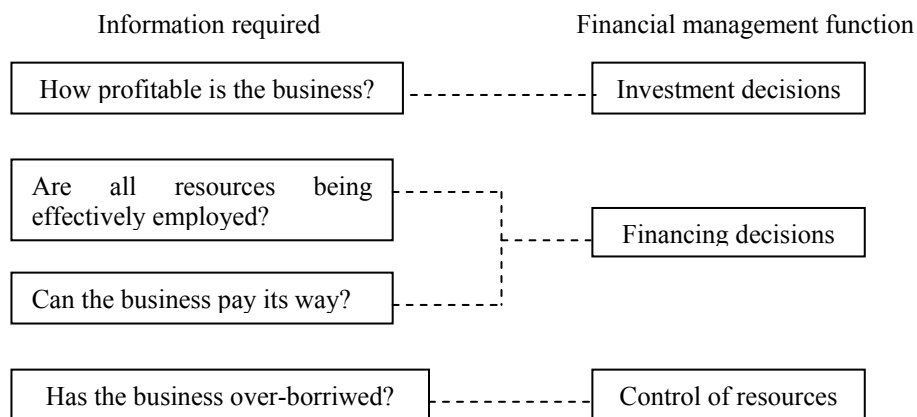 Information required Financial management function
How profitable is the business? Investment decisions
Are all resources being
effectively employed?
Financing decisions
Can the business pay its way?
Has the business over-borriwed? Control of resources